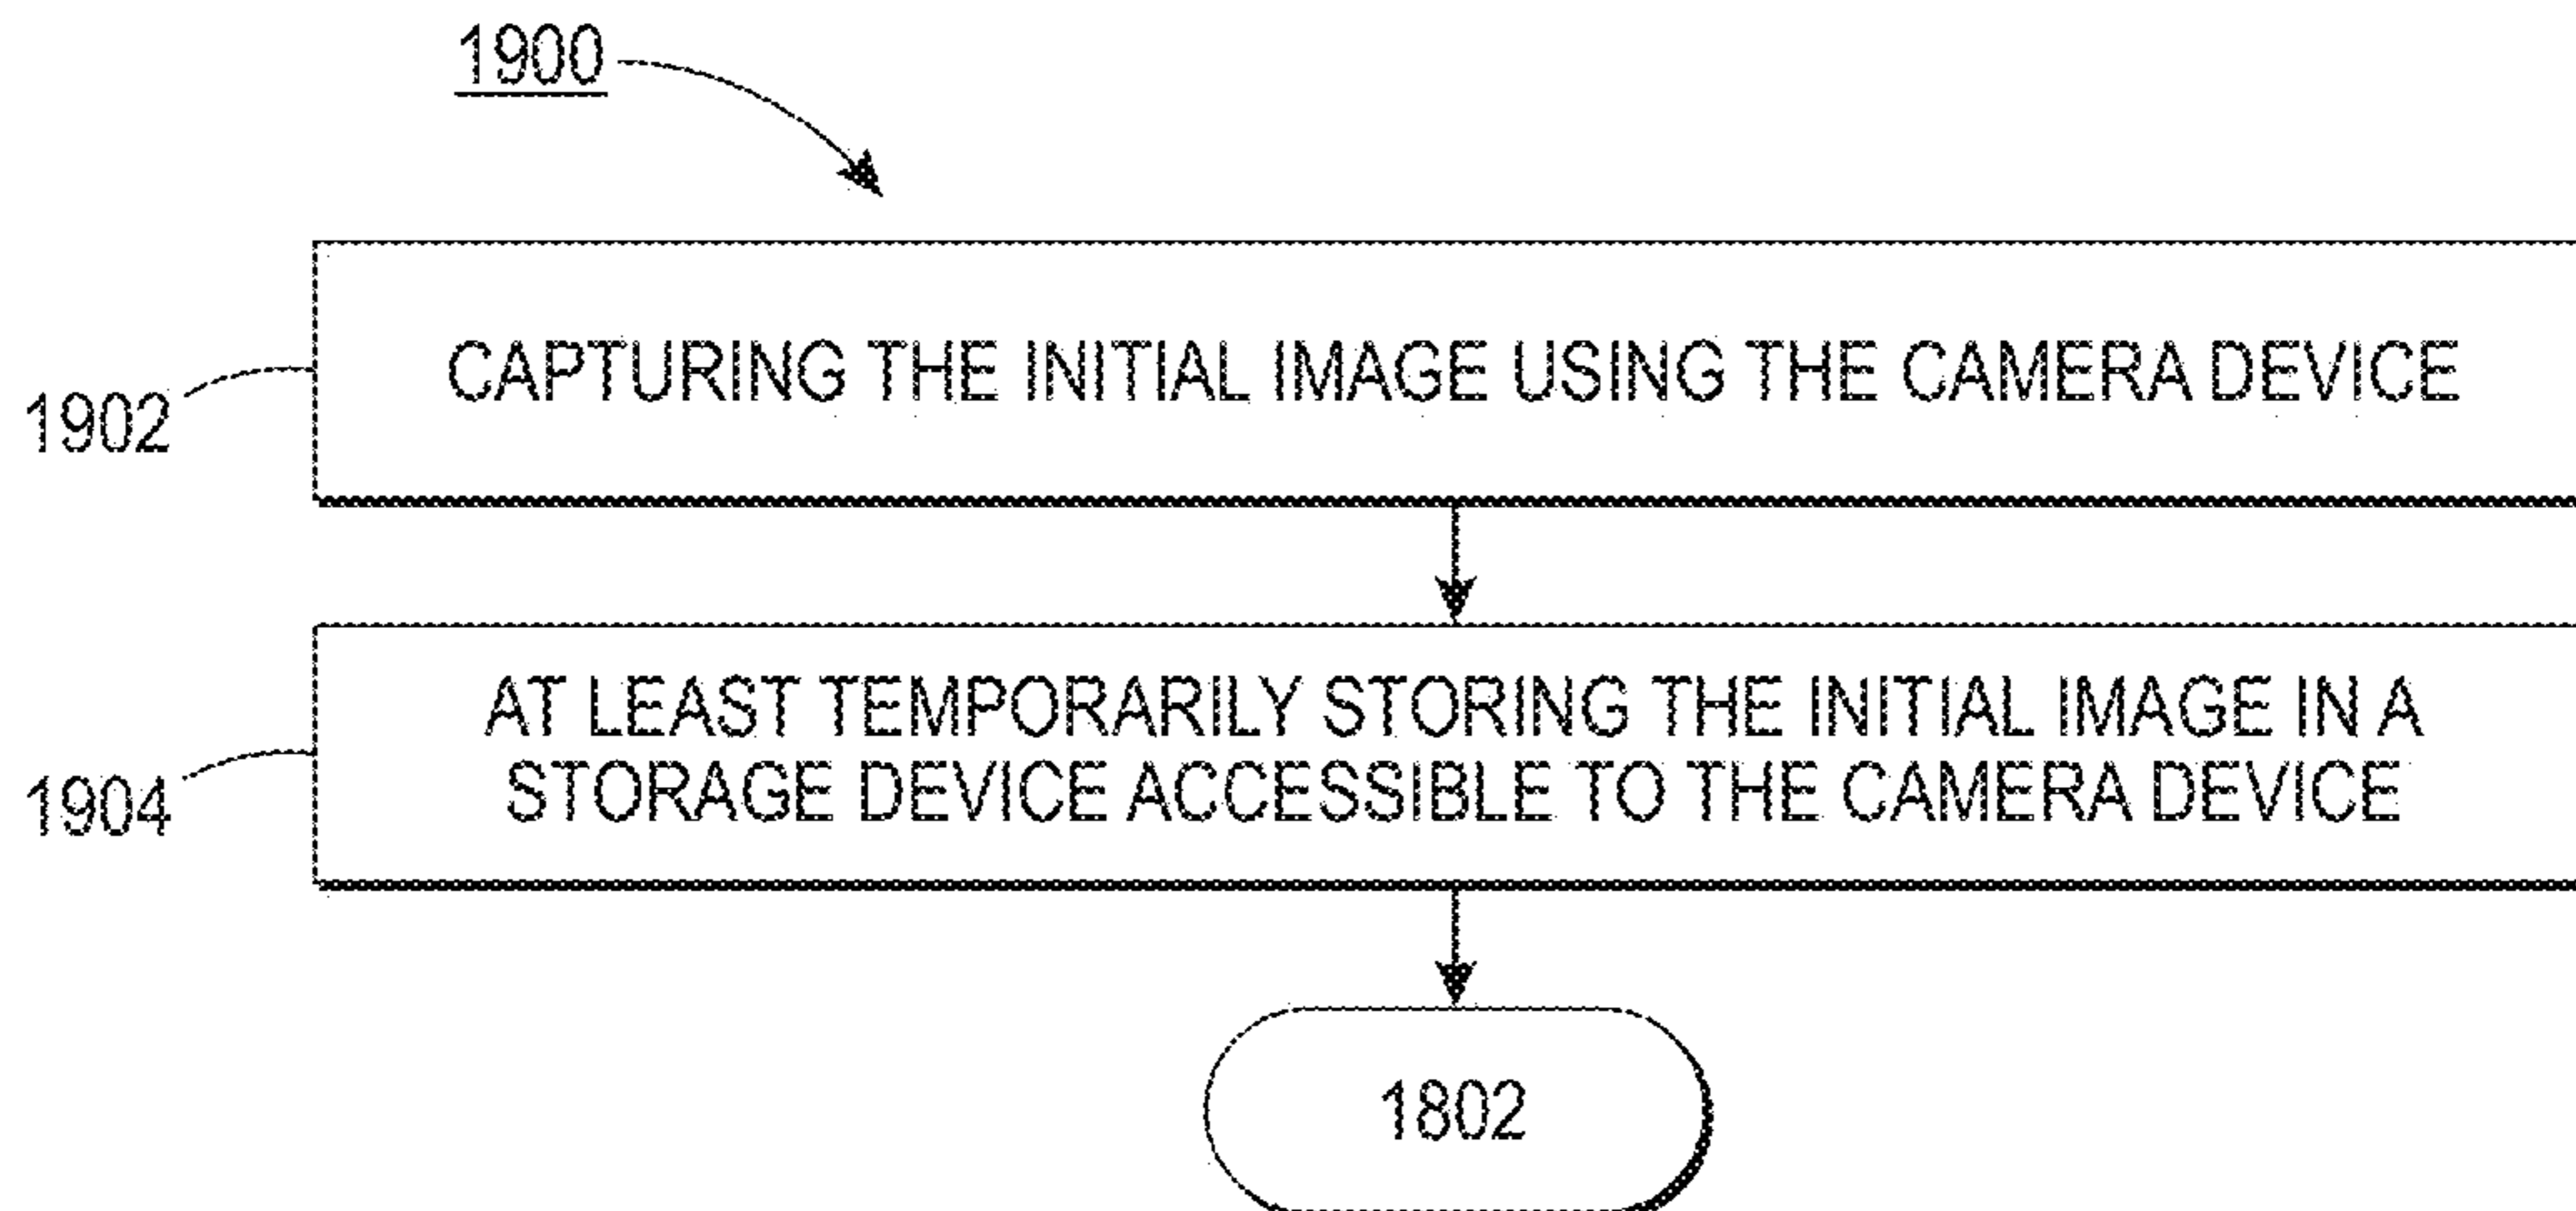 1900
CAPTURING THE INITIAL IMAGE USING THE CAMERA DEVICE
1902
AT LEAST TEMPORARILY STORING THE INITIAL IMAGE IN A
STORAGE DEVICE ACCESSIBLE TO THE CAMERA DEVICE
1904
1802